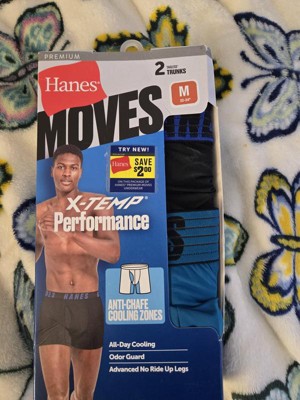 PREMIUM
Hanes
2 TRUNKS
M
MOVES
TRY NEW!
Hanes
SAVE
$2.00
X-TEMP®
Performance
HANES
ANTI-CHAFE
COOLING ZONES
All-Day Cooling
Odor Guard
Advanced No Ride Up Legs